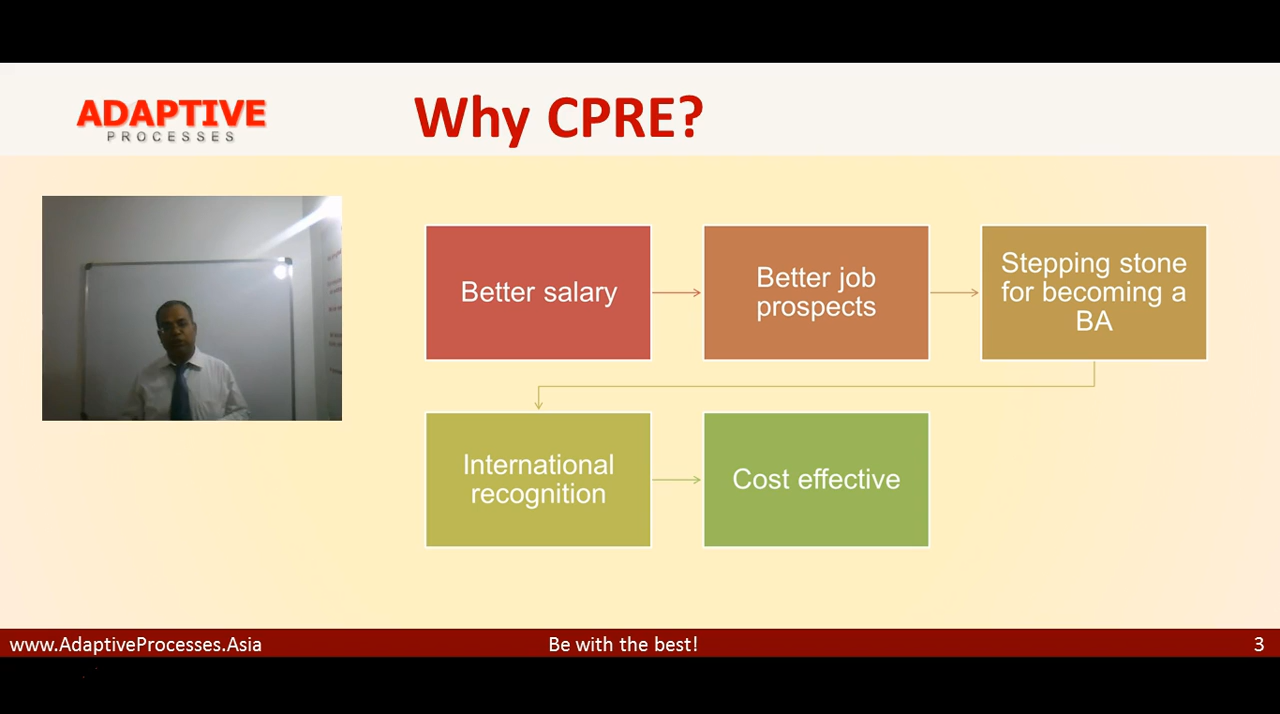 ADAPTIVE
PROCESSES
Why CPRE?
Better salary
Better job
prospects
Stepping stone
for becoming a
BA
International
recognition
Cost effective
www.AdaptiveProcesses.Asia
Be with the best!
3